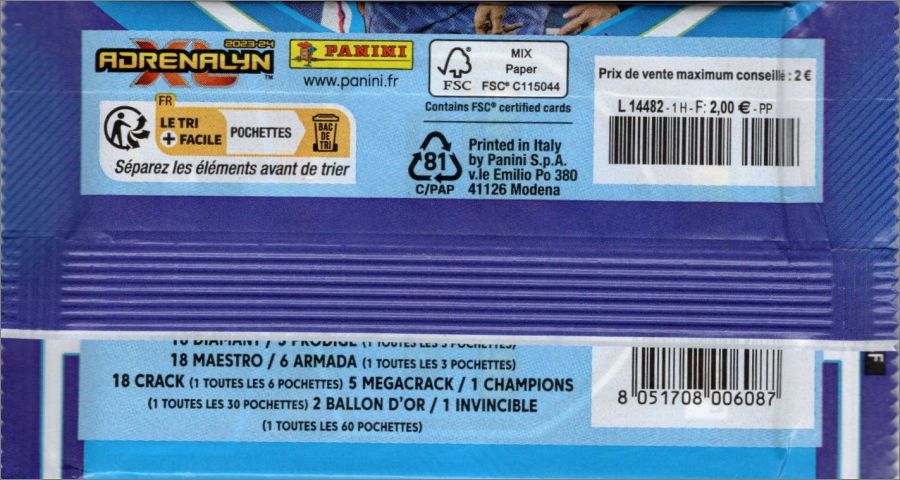 2023-24
ADRENALYN
XL™
PANINI
www.panini.fr
FSC
MIX
Paper
FSC® C115044
Contains FSC® certified cards
Prix de vente maximum conseillé : 2 €
L 14482 - 1 H - F: 2,00 € - PP
FR
LE TRI
+ FACILE
POCHETTES
BAC
DE
TRI
Séparez les éléments avant de trier
81
C/PAP
Printed in Italy
by Panini S.p.A.
v.le Emilio Po 380
41126 Modena
18 MAESTRO / 6 ARMADA (1 TOUTES LES 3 POCHETTES)
18 CRACK (1 TOUTES LES 6 POCHETTES) 5 MEGACRACK / 1 CHAMPIONS
(1 TOUTES LES 30 POCHETTES) 2 BALLON D'OR / 1 INVINCIBLE
(1 TOUTES LES 60 POCHETTES)
8 051708 006087
F